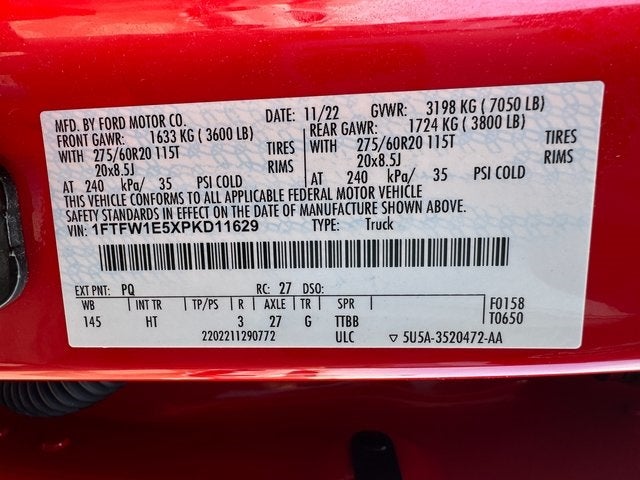 MFD. BY FORD MOTOR CO. DATE: 11/22 GVWR: 3198 KG ( 7050 LB)
FRONT GAWR: 1633 KG ( 3600 LB) REAR GAWR: 1724 KG ( 3800 LB)
WITH 275/60R20 115T TIRES WITH 275/60R20 115T TIRES
20x8.5J RIMS 20x8.5J RIMS
AT 240 kPa/ 35 PSI COLD AT 240 kPa/ 35 PSI COLD
THIS VEHICLE CONFORMS TO ALL APPLICABLE FEDERAL MOTOR VEHICLE
SAFETY STANDARDS IN EFFECT ON THE DATE OF MANUFACTURE SHOWN ABOVE.
VIN: 1FTFW1E5XPKD11629 TYPE: Truck
EXT PNT: PQ RC: 27 DSO:
WB INT TR TP/PS R AXLE TR SPR F0158
145 HT 3 27 G TTBB T0650
2202211290772 ULC ▽ 5U5A-3520472-AA